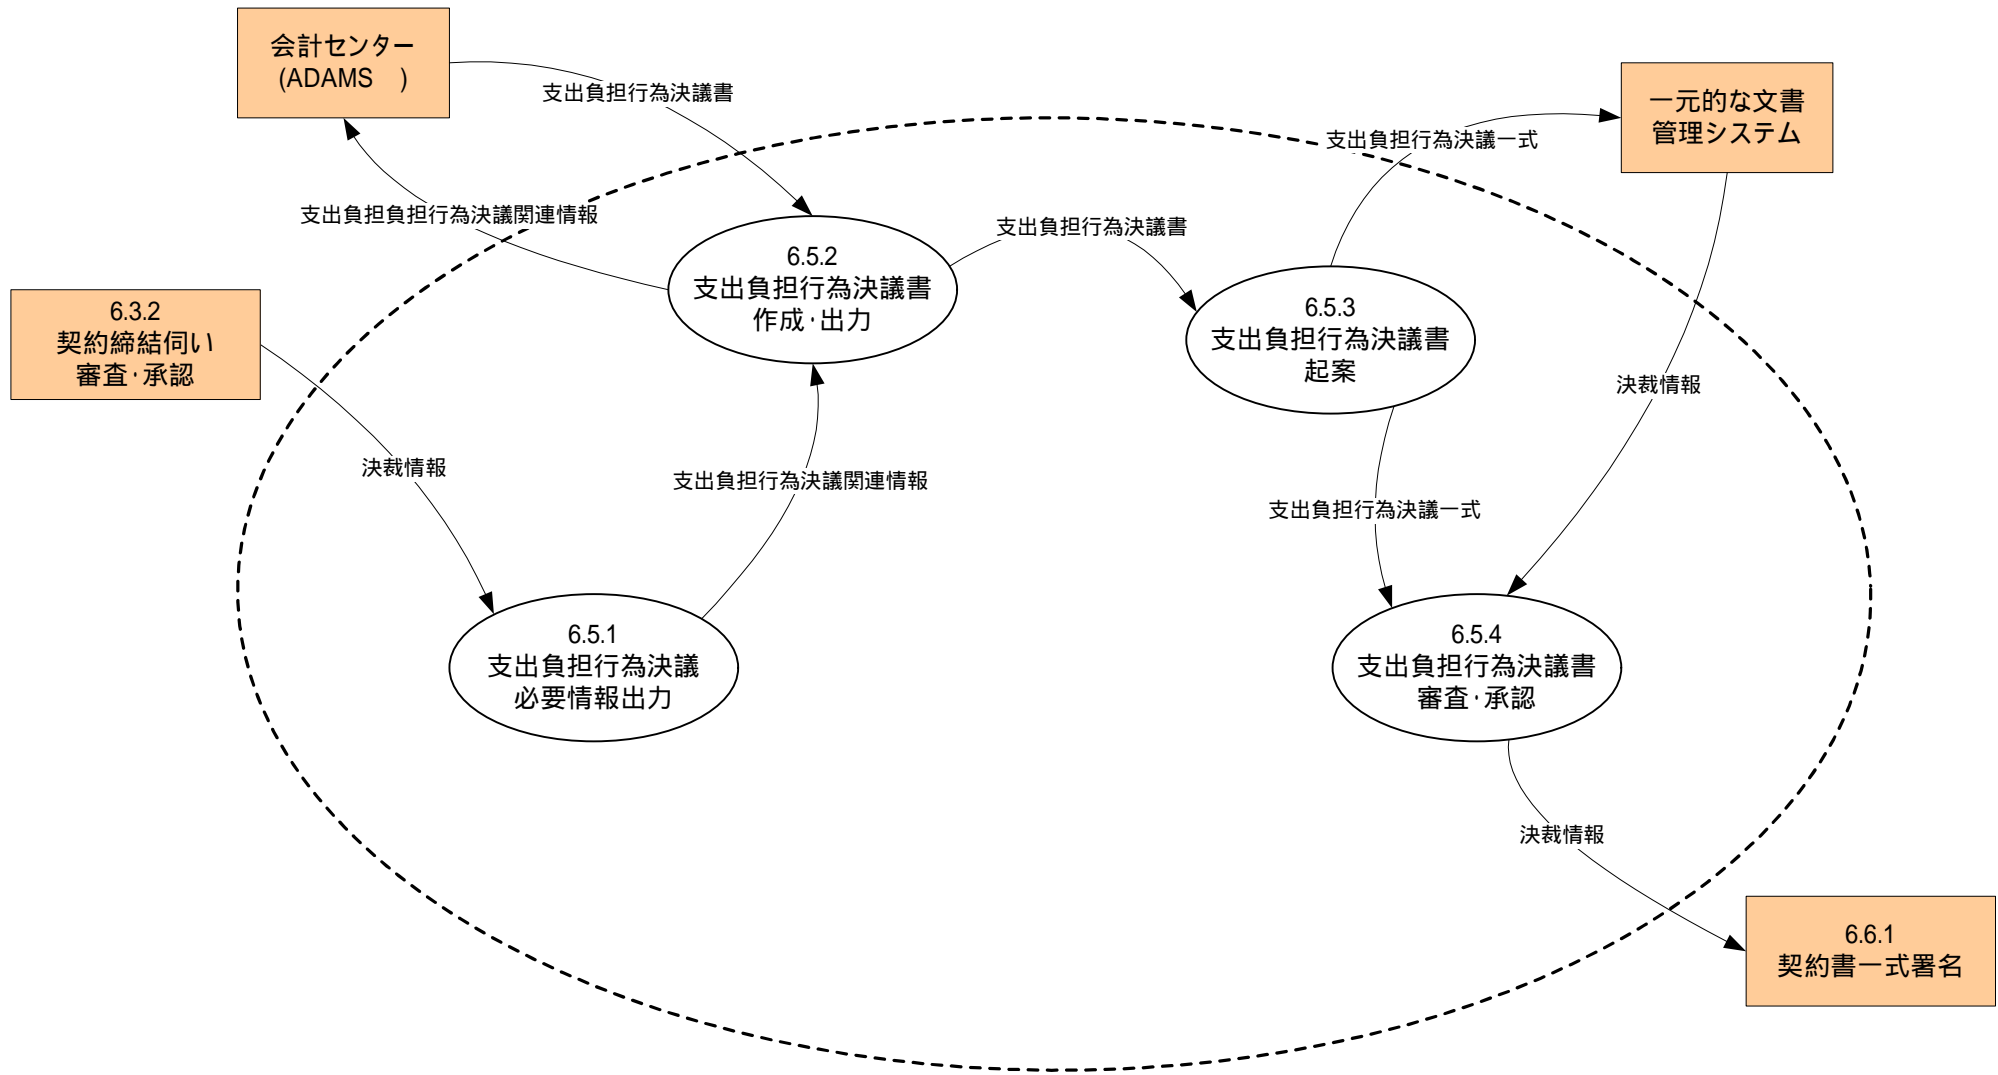 会計センター
(ADAMS　)
支出負担行為決議書
一元的な文書
管理システム
支出負担行為決議一式
支出負担負担行為決議関連情報
支出負担行為決議書
6.5.2
支出負担行為決議書
作成･出力
6.3.2
契約締結伺い
審査･承認
6.5.3
支出負担行為決議書
起案
決裁情報
決裁情報
支出負担行為決議関連情報
支出負担行為決議一式
6.5.1
支出負担行為決議
必要情報出力
6.5.4
支出負担行為決議書
審査･承認
決裁情報
6.6.1
契約書一式署名